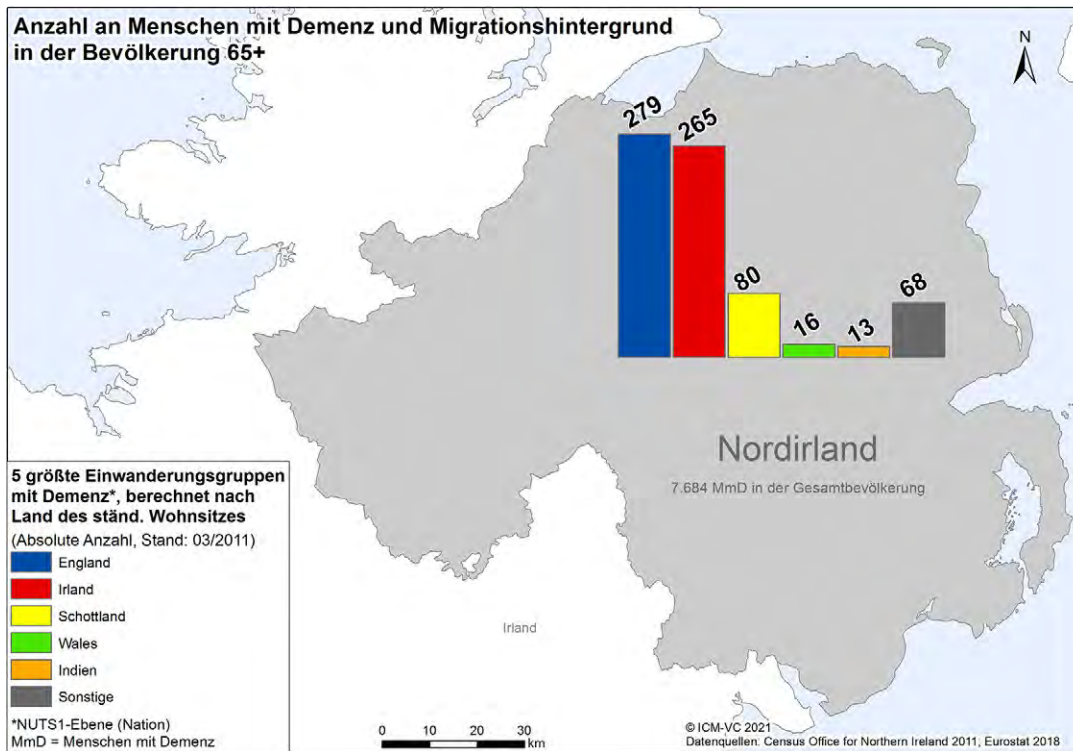 Anzahl an Menschen mit Demenz und Migrationshintergrund
in der Bevölkerung 65+
N
279
265
80
16
13
68
Nordirland
7.684 MmD in der Gesamtbevölkerung
5 größte Einwanderungsgruppen
mit Demenz*, berechnet nach
Land des ständ. Wohnsitzes
(Absolute Anzahl, Stand: 03/2011)
England
Irland
Schottland
Wales
Indien
Sonstige
*NUTS1-Ebene (Nation)
MmD = Menschen mit Demenz
Irland
0 10 20 30
km
© ICM-VC 2021
Datenquellen: Census Office for Northern Ireland 2011, Eurostat 2018